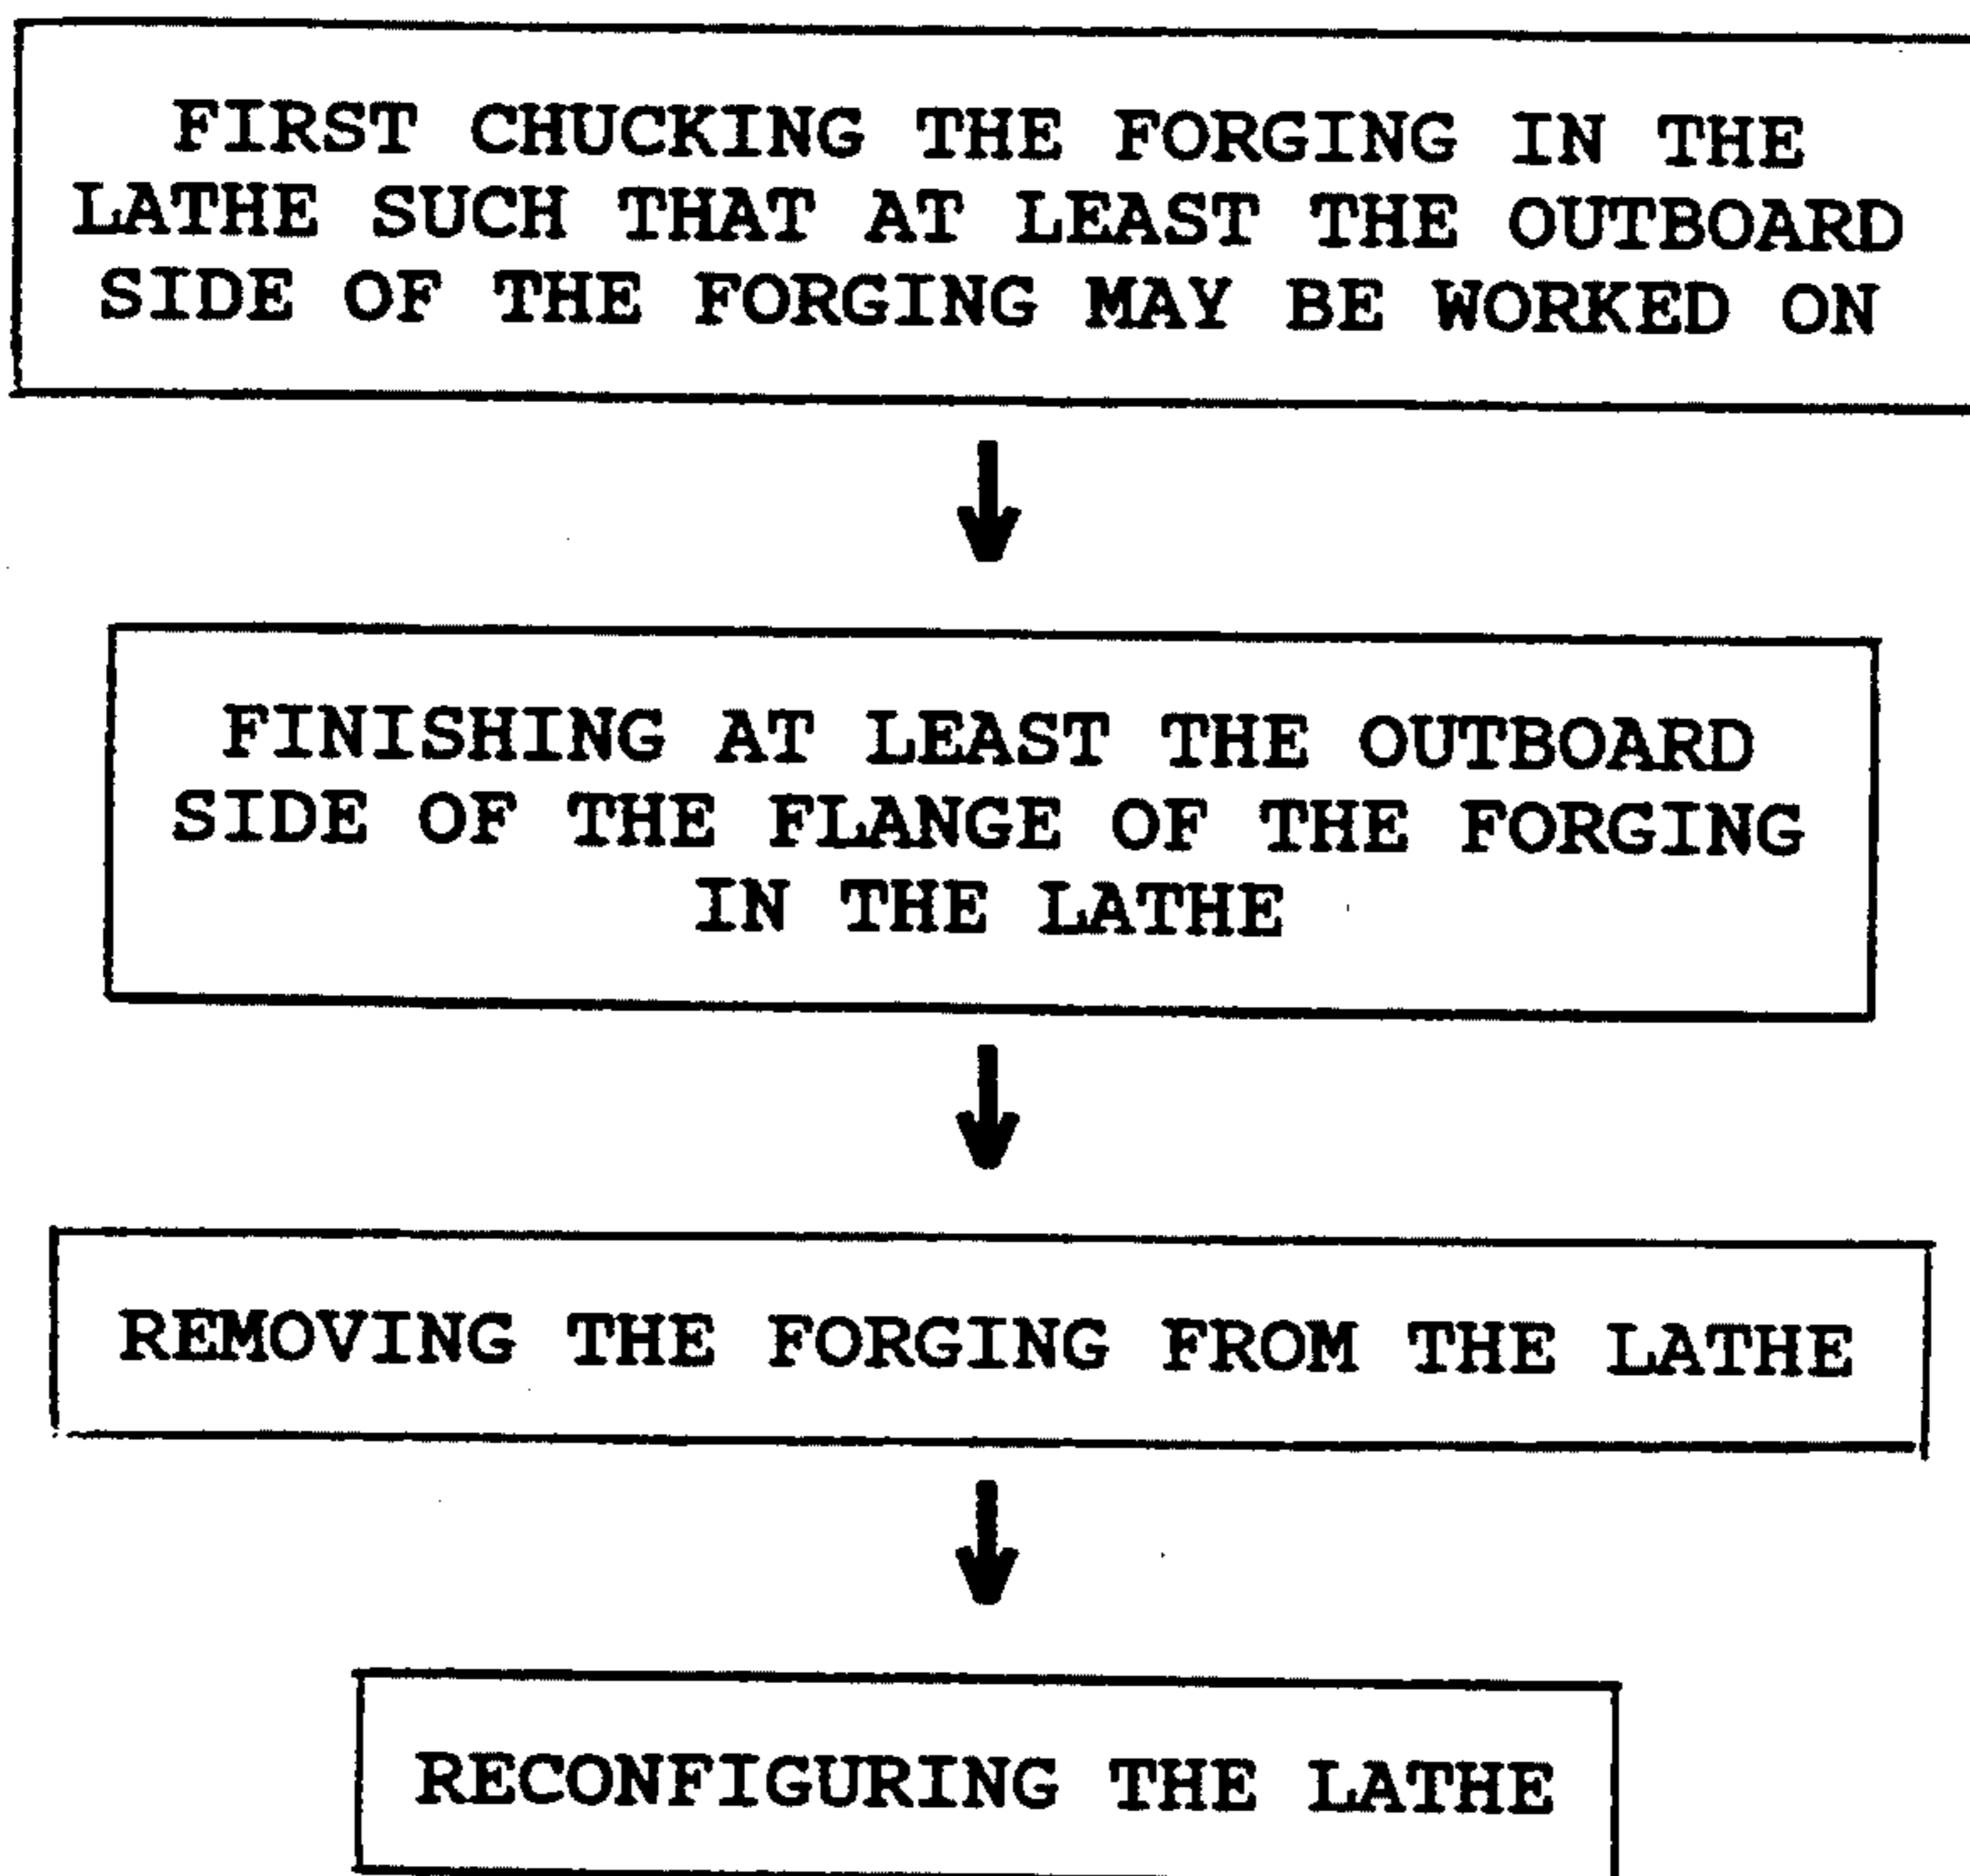 FIRST CHUCKING THE FORGING IN THE
LATHE SUCH THAT AT LEAST THE OUTBOARD
SIDE OF THE FORGING MAY BE WORKED ON
FINISHING AT LEAST THE OUTBOARD
SIDE OF THE FLANGE OF THE FORGING
IN THE LATHE
REMOVING THE FORGING FROM THE LATHE
RECONFIGURING THE LATHE